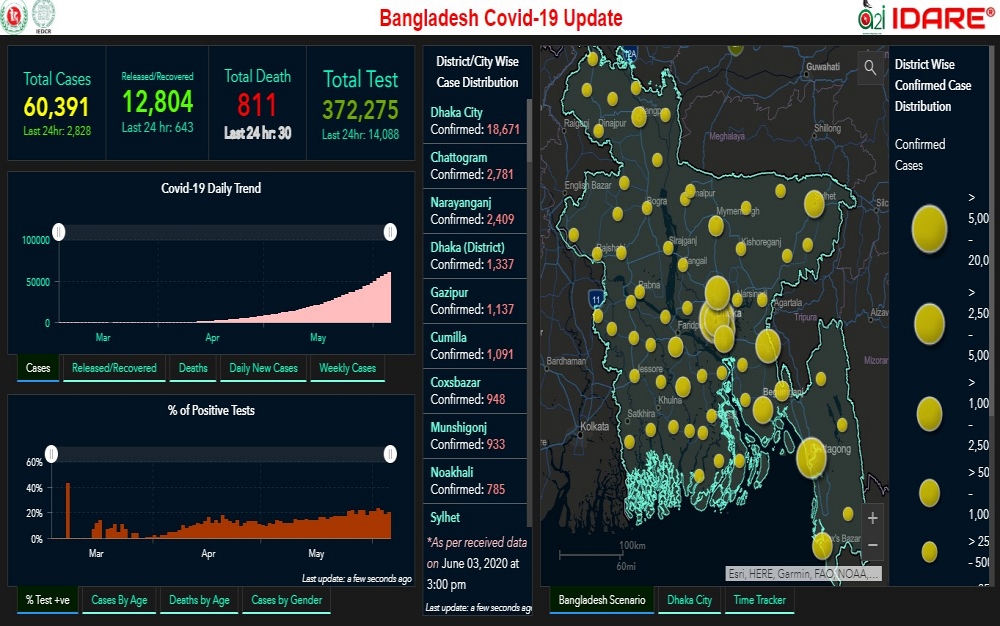 Bangladesh Covid-19 Update
IEDCR
a2i IDARE®
Total Cases
60,391
Last 24hr: 2,828
Released/Recovered
12,804
Last 24 hr: 643
Total Death
811
Last 24 hr: 30
Total Test
372,275
Last 24hr: 14,088
Covid-19 Daily Trend
100000
50000
0
Mar
Apr
May
Cases
Released/Recovered
Deaths
Daily New Cases
Weekly Cases
% of Positive Tests
60%
40%
20%
0%
Mar
Apr
May
Last update: a few seconds ago
% Test +ve
Cases By Age
Deaths by Age
Cases by Gender
District/City Wise
Case Distribution
Dhaka City
Confirmed: 18,671
Chattogram
Confirmed: 2,781
Narayanganj
Confirmed: 2,409
Dhaka (District)
Confirmed: 1,337
Gazipur
Confirmed: 1,137
Cumilla
Confirmed: 1,091
Coxsbazar
Confirmed: 948
Munshigonj
Confirmed: 933
Noakhali
Confirmed: 785
Sylhet
*As per received data
on June 03, 2020 at
3:00 pm
Last update: a few seconds ago
Guwahati
Dinajpur
Shillong
Meghalaya
English Bazar
Bogra
Kishoreganj
Sirajganj
Pabna
11
Agartala
Tripura
Aizaw
Mizoram
Bardhaman
Jessore
Khulna
Satkhira
Kolkata
100km
60mi
Esri, HERE, Garmin, FAO, NOAA,...
+
−
Bangladesh Scenario
Dhaka City
Time Tracker
District Wise
Confirmed Case
Distribution
Confirmed
Cases
>
5,00
-
20,0
>
2,50
-
5,00
>
1,00
-
2,50
> 50
-
1,00
> 25
- 500